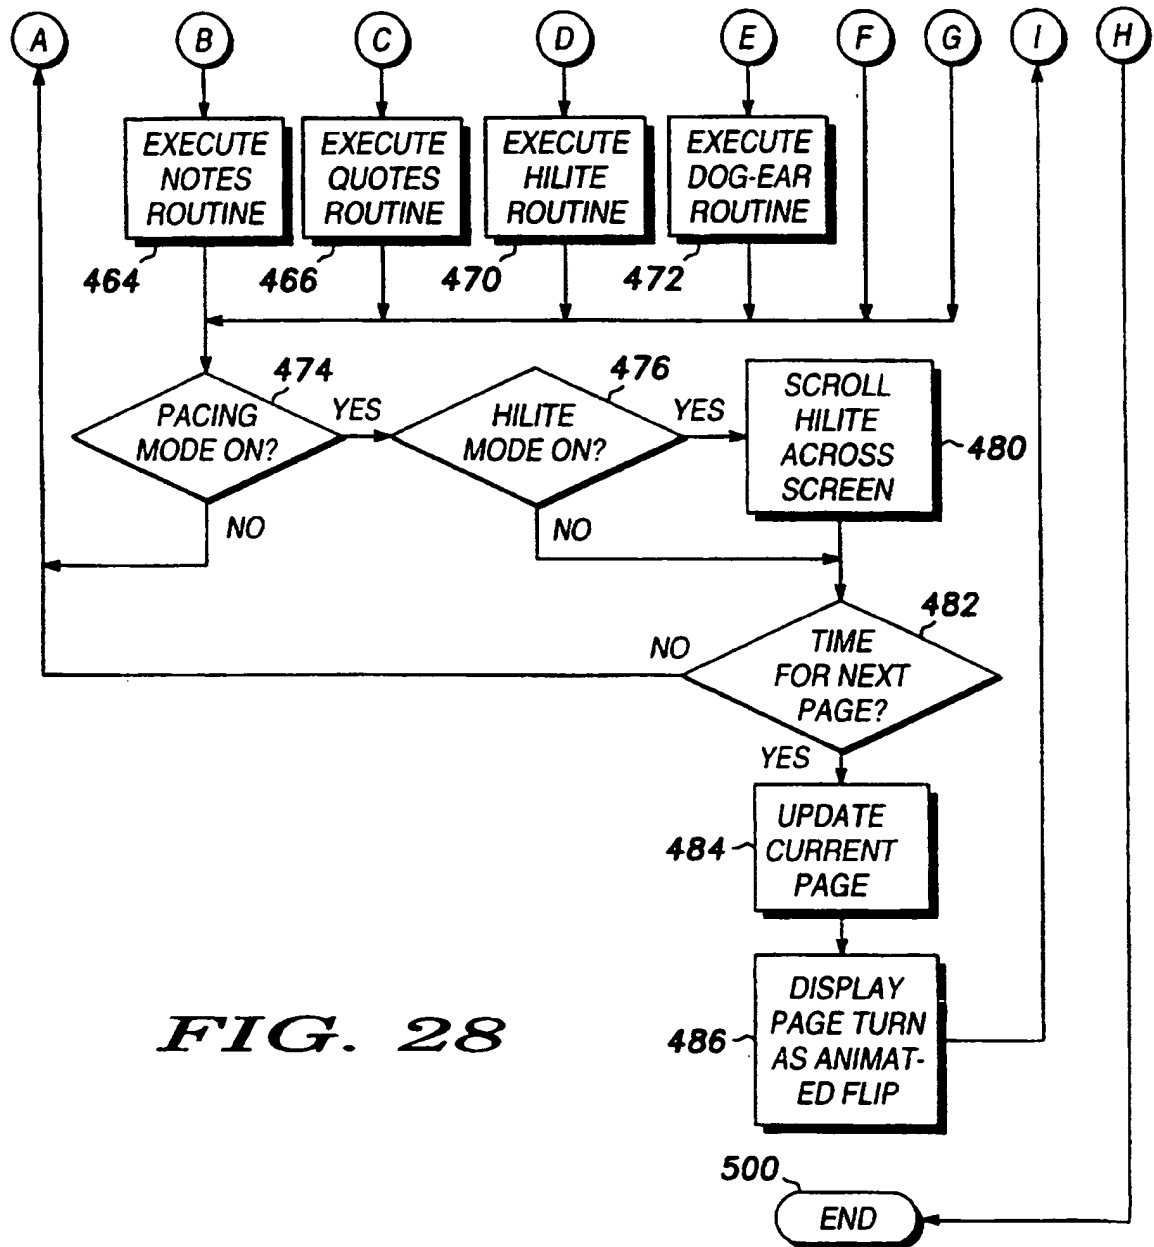 A B C D E F G I H
EXECUTE
NOTES
ROUTINE
464
EXECUTE
QUOTES
ROUTINE
466
EXECUTE
HILITE
ROUTINE
470
EXECUTE
DOG-EAR
ROUTINE
472
PACING
MODE ON?
474
YES
NO
HILITE
MODE ON?
476
YES
NO
SCROLL
HILITE
ACROSS
SCREEN
480
TIME
FOR NEXT
PAGE?
482
NO
YES
UPDATE
CURRENT
PAGE
484
DISPLAY
PAGE TURN
AS ANIMAT-
ED FLIP
486
FIG. 28
500
END